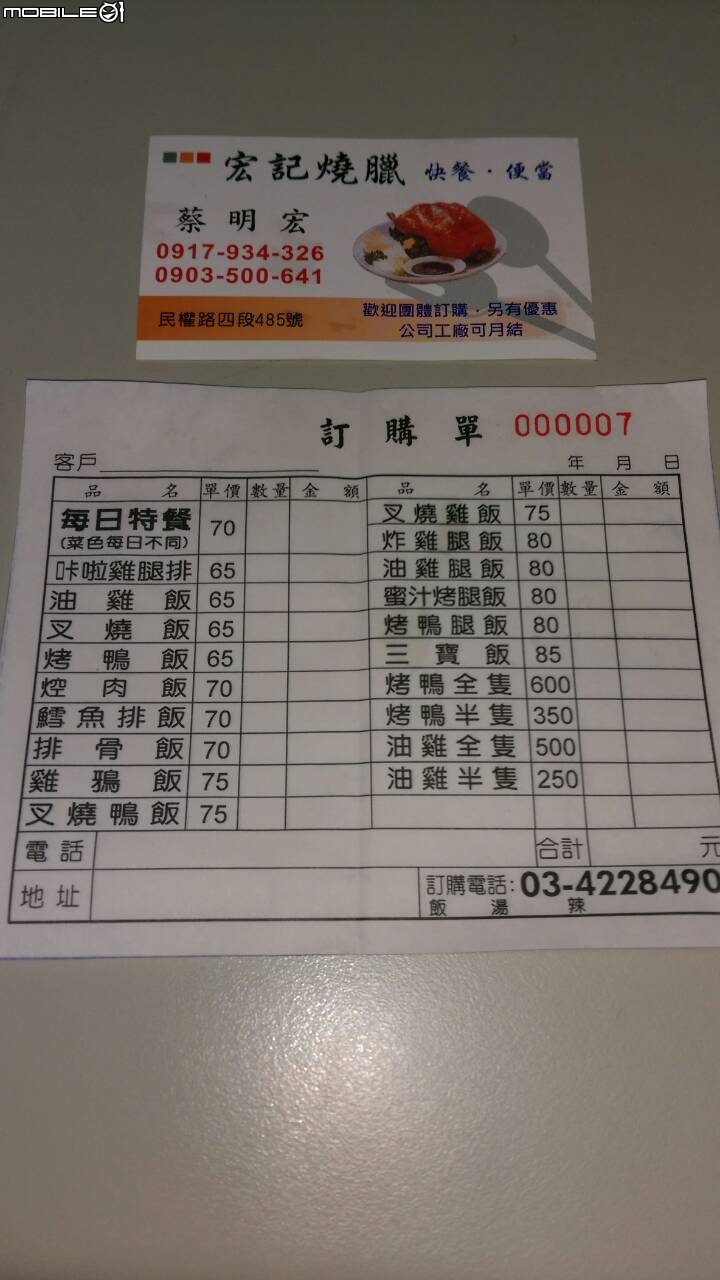 MOBILE01
宏記燒臘 快餐·便當
蔡明宏
0917-934-326
0903-500-641
民權路四段485號
歡迎團體訂購·另有優惠
公司工廠可月結
訂購單 000007
客戶 年 月 日
品名 單價 數量 金額 品名 單價 數量 金額
每日特餐 70
(菜色每日不同)
咔啦雞腿排 65
油雞飯 65
叉燒飯 65
烤鴨飯 65
焢肉飯 70
鱈魚排飯 70
排骨飯 70
雞鴉飯 75
叉燒鴨飯 75
叉燒雞飯 75
炸雞腿飯 80
油雞腿飯 80
蜜汁烤腿飯 80
烤鴨腿飯 80
三寶飯 85
烤鴨全隻 600
烤鴨半隻 350
油雞全隻 500
油雞半隻 250
電話 合計 元
地址 訂購電話:03-4228490
飯 湯 辣